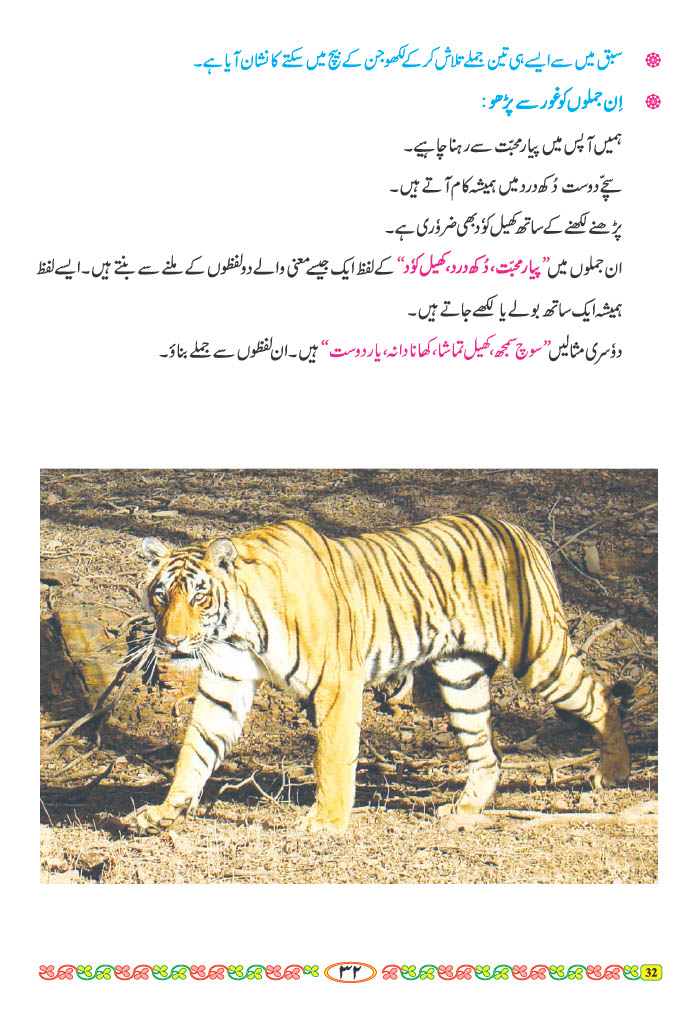 سبق میں سے ایسے ہی تین جملے تلاش کر کے لکھو جن کے بیچ میں سکتے کا نشان آیا ہے۔
اِن جملوں کو غور سے پڑھو :
ہمیں آپس میں پیار محبّت سے رہنا چاہیے۔
سچّے دوست دُکھ درد میں ہمیشہ کام آتے ہیں۔
پڑھنے لکھنے کے ساتھ کھیل کوٗد بھی ضروٗری ہے۔
ان جملوں میں ”پیار محبّت، دُکھ درد، کھیل کوٗد“ کے لفظ ایک جیسے معنی والے دو لفظوں کے ملنے سے بنتے ہیں۔ ایسے لفظ
ہمیشہ ایک ساتھ بولے یا لکھے جاتے ہیں۔
دوٗسری مثالیں ”سوچ سمجھ، کھیل تماشا، کھانا دانہ، یار دوست“ ہیں۔ ان لفظوں سے جملے بناؤ۔
۳۲
32